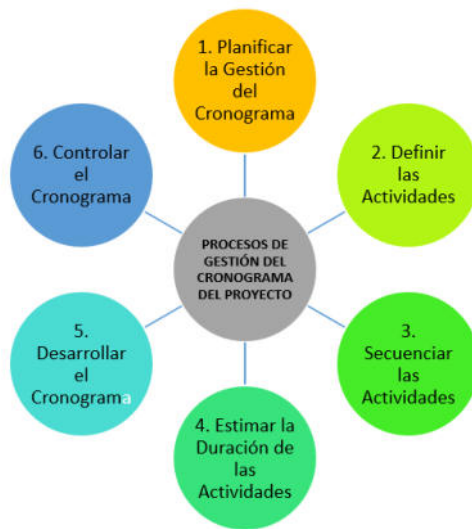 1. Planificar
la Gestión
del
Cronograma
2. Definir
las
Actividades
3.
Secuenciar
las
Actividades
4. Estimar la
Duración de
las
Actividades
5.
Desarrollar
el
Cronograma
6. Controlar
el
Cronograma
PROCESOS DE
GESTIÓN DEL
CRONOGRAMA
DEL PROYECTO